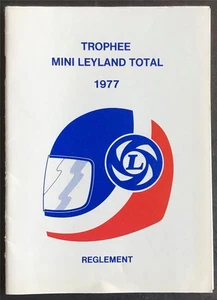 TROPHEE
MINI LEYLAND TOTAL
1977
L
REGLEMENT